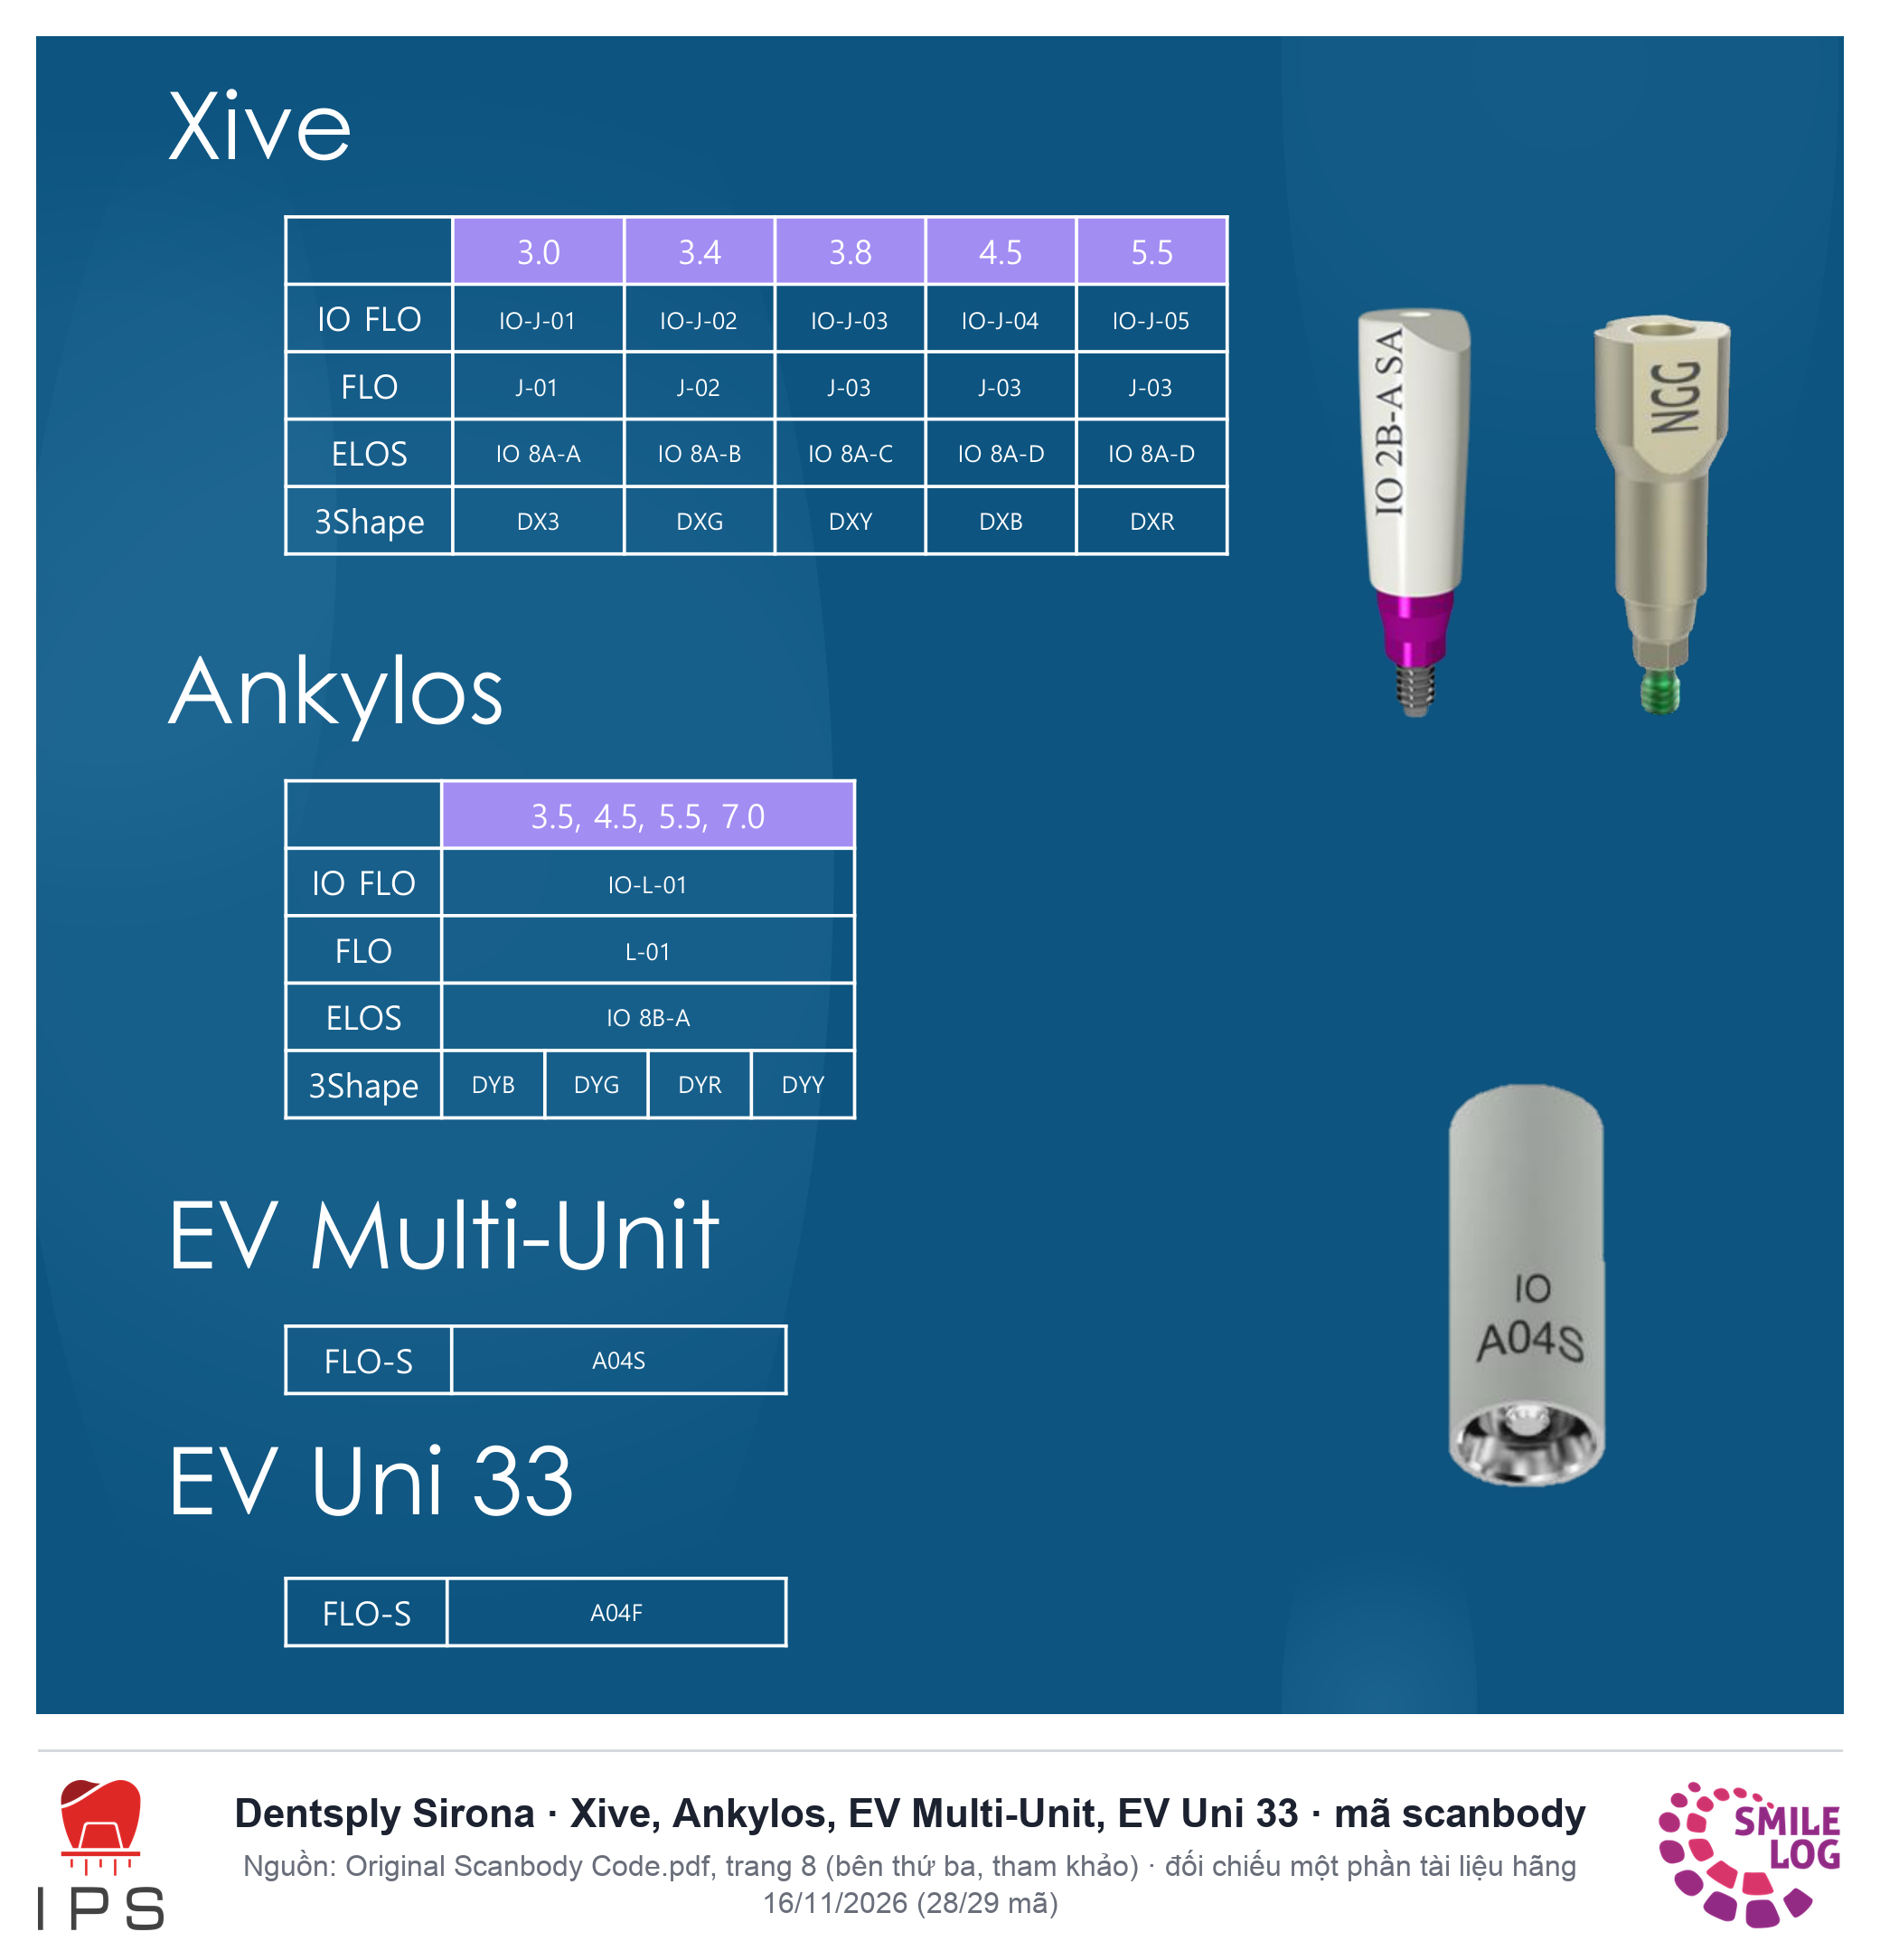 Xive
3.0 3.4 3.8 4.5 5.5
IO FLO IO-J-01 IO-J-02 IO-J-03 IO-J-04 IO-J-05
FLO J-01 J-02 J-03 J-03 J-03
ELOS IO 8A-A IO 8A-B IO 8A-C IO 8A-D IO 8A-D
3Shape DX3 DXG DXY DXB DXR
IO 2B-A SA
NGG
Ankylos
3.5, 4.5, 5.5, 7.0
IO FLO IO-L-01
FLO L-01
ELOS IO 8B-A
3Shape DYB DYG DYR DYY
EV Multi-Unit
FLO-S A04S
IO
A04S
EV Uni 33
FLO-S A04F
IPS
Dentsply Sirona · Xive, Ankylos, EV Multi-Unit, EV Uni 33 · mã scanbody
Nguồn: Original Scanbody Code.pdf, trang 8 (bên thứ ba, tham khảo) · đối chiếu một phần tài liệu hãng
16/11/2026 (28/29 mã)
SMILE
LOG